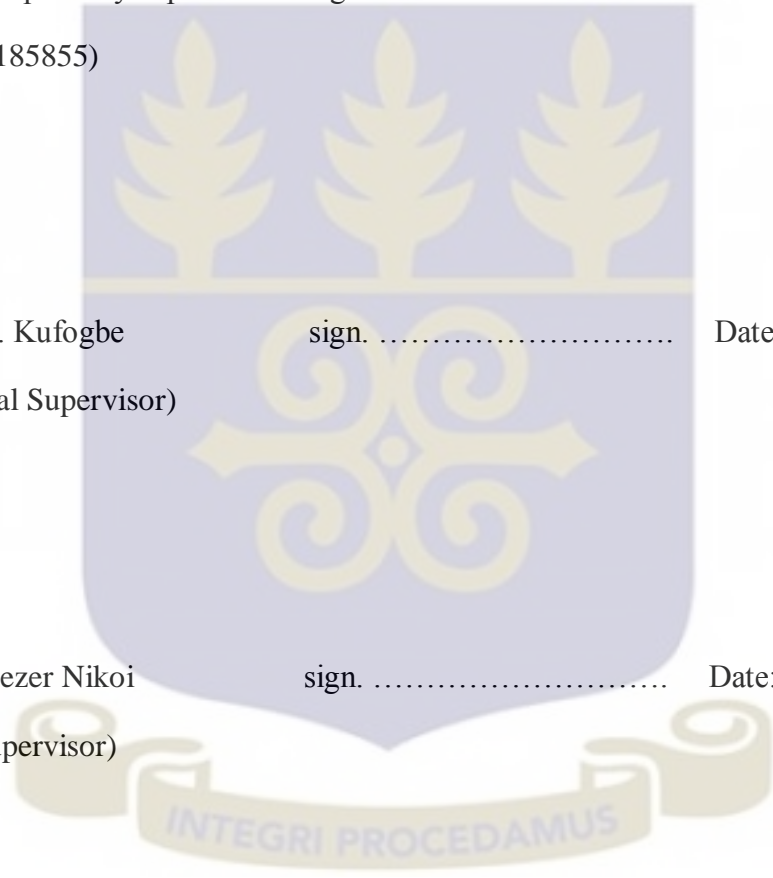 185855)
. Kufogbe sign. ………………………. Date
al Supervisor)
ezer Nikoi sign. ………………………. Date:
pervisor)
INTEGRI PROCEDAMUS